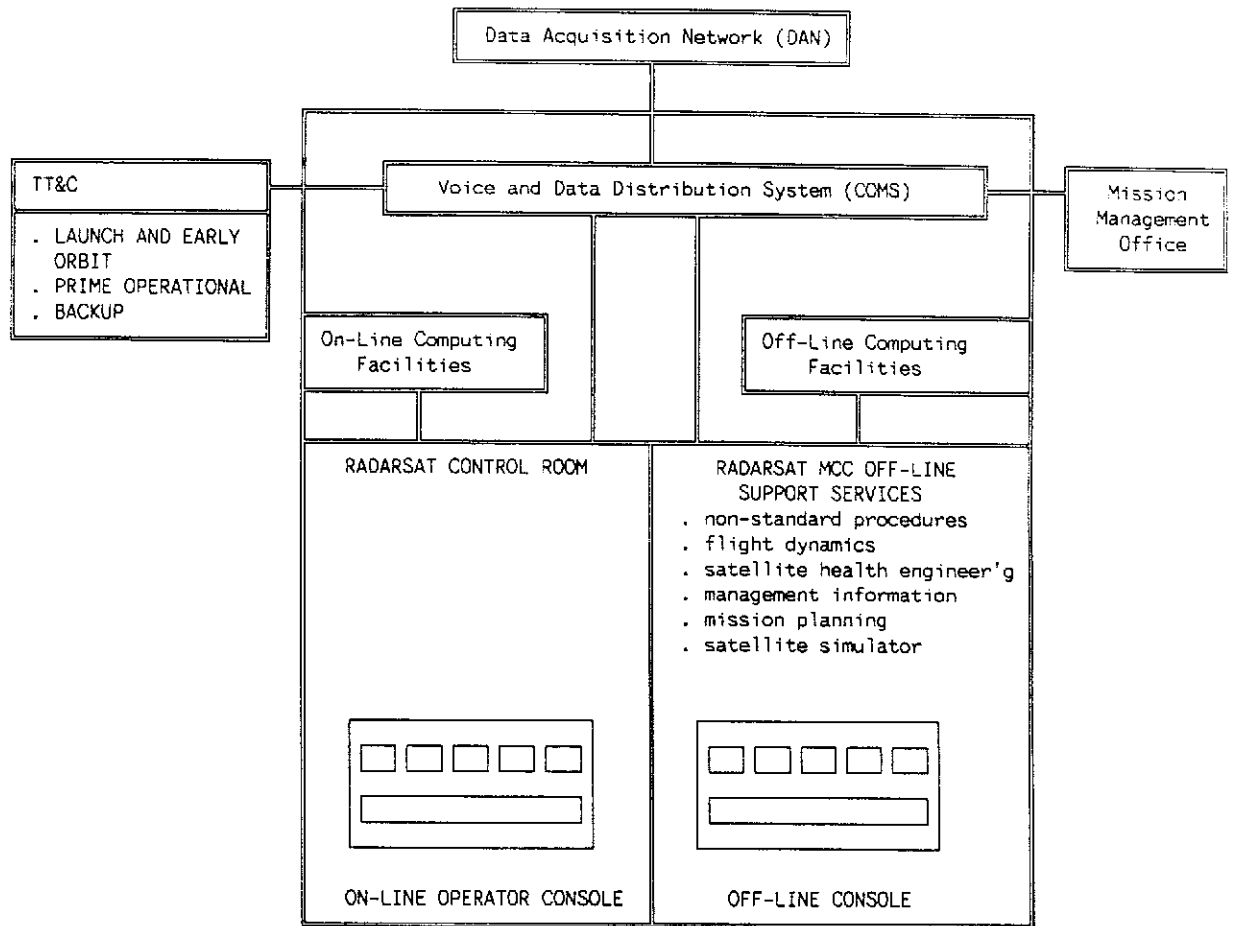 Data Acquisition Network (DAN)
Voice and Data Distribution System (COMS)
TT&C
. LAUNCH AND EARLY
ORBIT
. PRIME OPERATIONAL
. BACKUP
Mission
Management
Office
On-Line Computing
Facilities
Off-Line Computing
Facilities
RADARSAT CONTROL ROOM
RADARSAT MCC OFF-LINE
SUPPORT SERVICES
. non-standard procedures
. flight dynamics
. satellite health engineer'g
. management information
. mission planning
. satellite simulator
ON-LINE OPERATOR CONSOLE
OFF-LINE CONSOLE